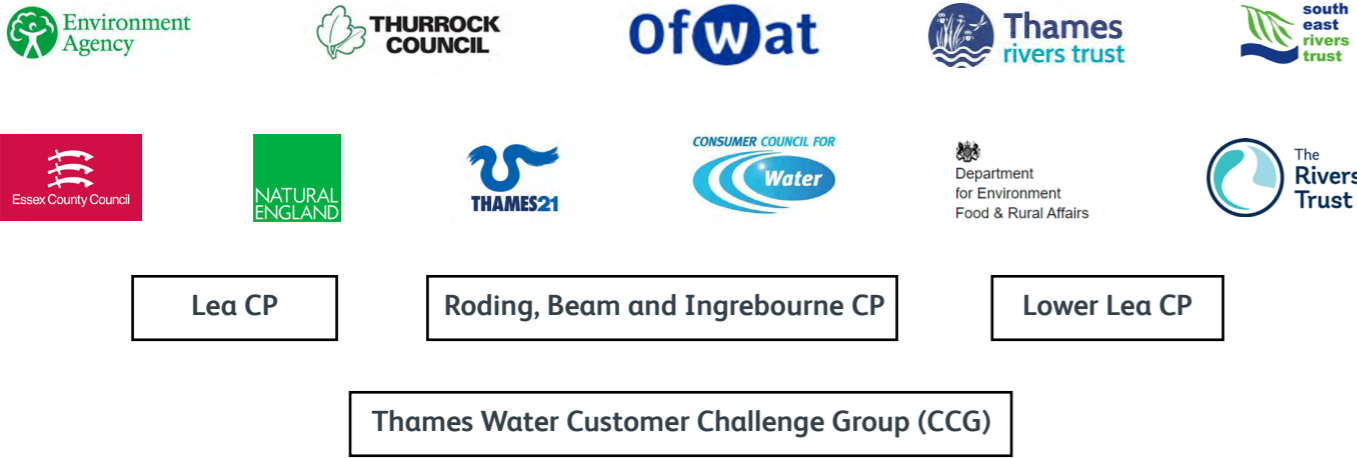 Environment
Agency
THURROCK
COUNCIL
Ofwat
Thames
rivers trust
south
east
rivers
trust
Essex County Council
NATURAL
ENGLAND
THAMES21
CONSUMER COUNCIL FOR
Water
Department
for Environment
Food & Rural Affairs
The
Rivers
Trust
Lea CP
Roding, Beam and Ingrebourne CP
Lower Lea CP
Thames Water Customer Challenge Group (CCG)